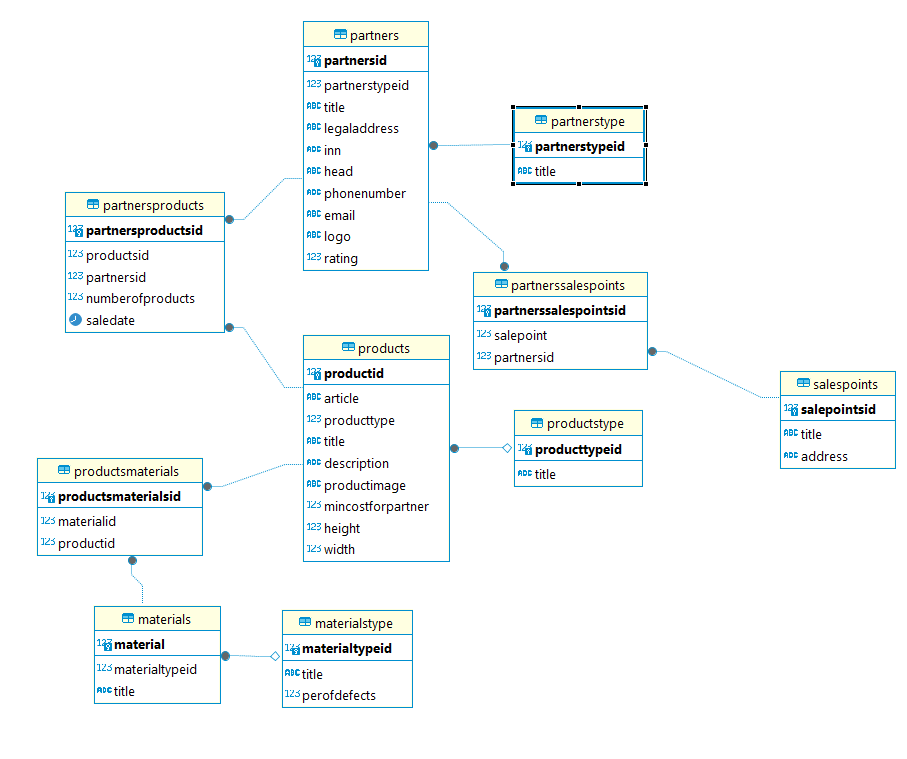 partners
partnersid
partnerstypeid
title
legaladdress
inn
head
phonenumber
email
logo
rating
partnerstype
partnerstypeid
title
partnersproducts
partnersproductsid
productsid
partnersid
numberofproducts
saledate
partnerssalespoints
partnerssalespointsid
salepoint
partnersid
products
productid
article
producttype
title
description
productimage
mincostforpartner
height
width
salespoints
salepointsid
title
address
productstype
producttypeid
title
productsmaterials
productsmaterialsid
materialid
productid
materials
material
materialtypeid
title
materialstype
materialtypeid
title
perofdefects